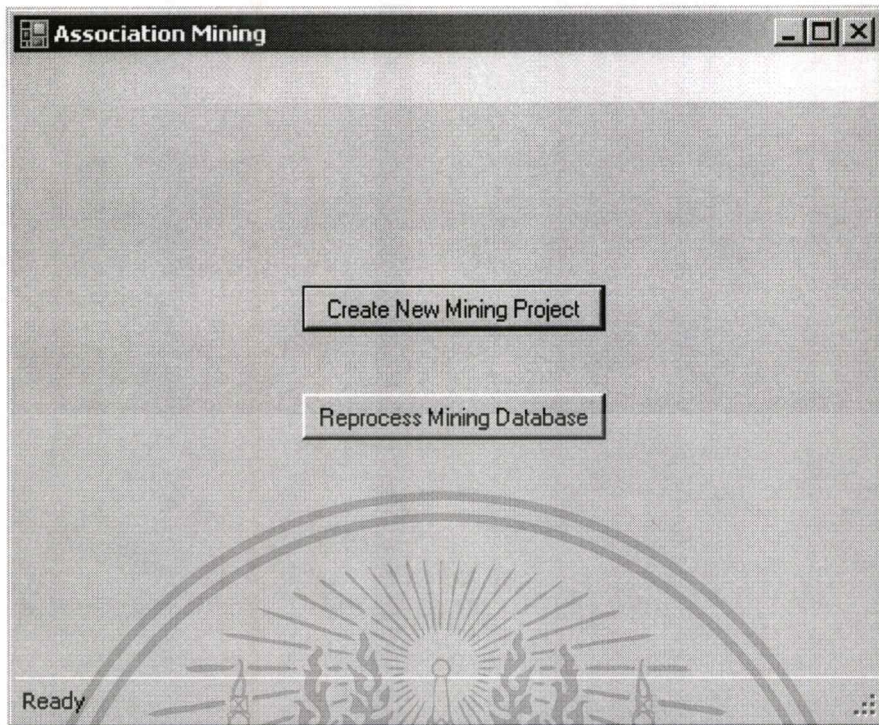 Association Mining
Create New Mining Project
Reprocess Mining Database
Ready